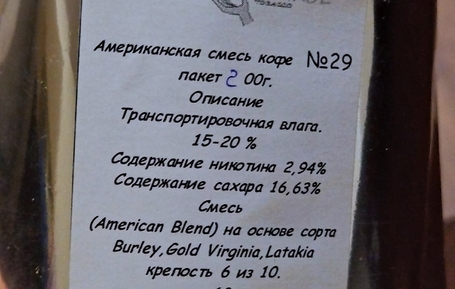 Американская смесь кофе №29
пакет 200г.
Описание
Транспортировочная влага.
15-20 %
Содержание никотина 2,94%
Содержание сахара 16,63%
Смесь
(American Blend) на основе сорта
Burley,Gold Virginia,Latakia
крепость 6 из 10.